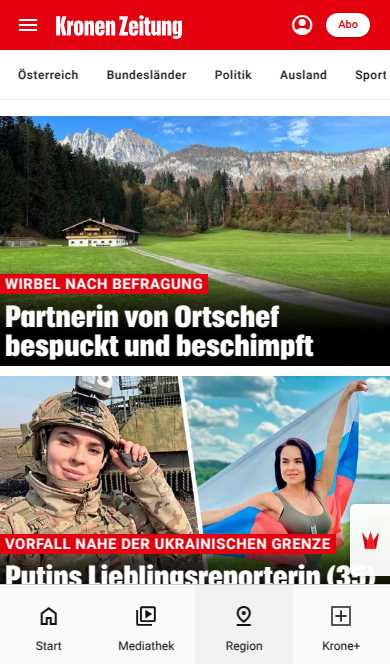 Kronen Zeitung
Abo
Österreich Bundesländer Politik Ausland Sport
WIRBEL NACH BEFRAGUNG
Partnerin von Ortschef
bespuckt und beschimpft
VORFALL NAHE DER UKRAINISCHEN GRENZE
Putins Lieblingsreporterin (35)
Start Mediathek Region Krone+